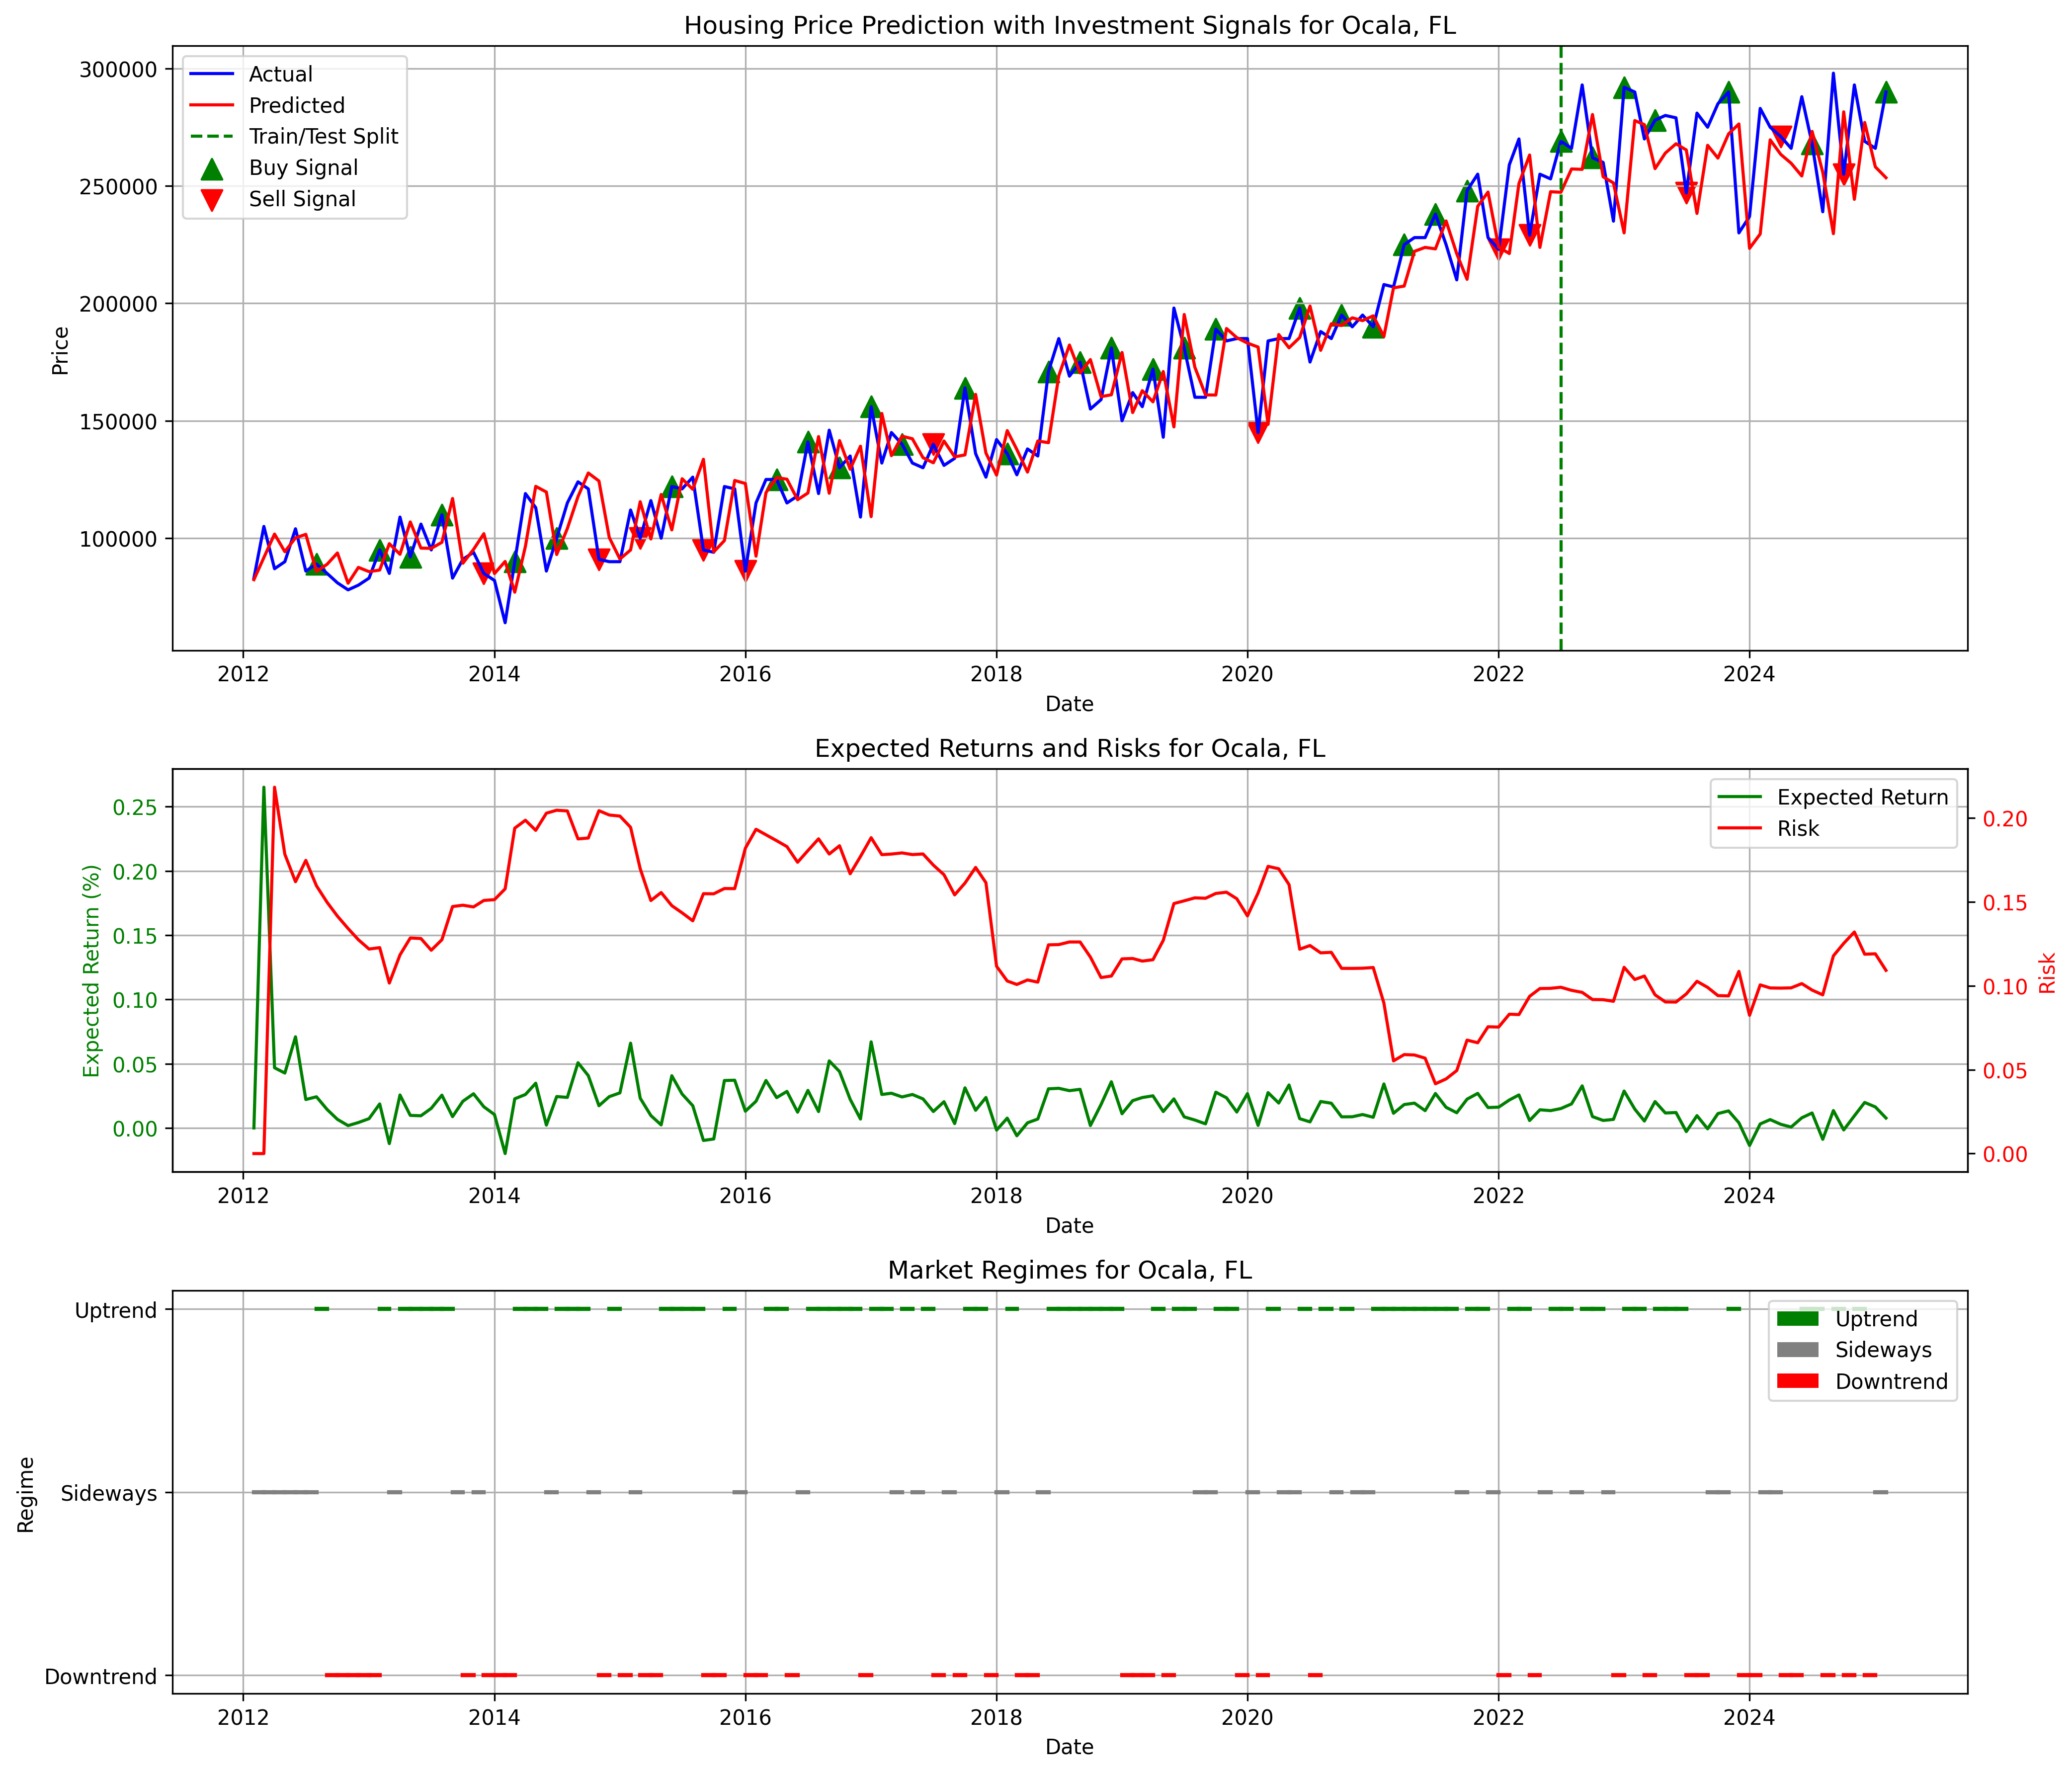 Housing Price Prediction with Investment Signals for Ocala, FL
Actual
Predicted
Train/Test Split
Buy Signal
Sell Signal
Price
300000
250000
200000
150000
100000
2012 2014 2016 2018 2020 2022 2024
Date
Expected Returns and Risks for Ocala, FL
Expected Return
Risk
Expected Return (%)
0.25
0.20
0.15
0.10
0.05
0.00
Risk
0.20
0.15
0.10
0.05
0.00
2012 2014 2016 2018 2020 2022 2024
Date
Market Regimes for Ocala, FL
Uptrend
Sideways
Downtrend
Regime
Uptrend
Sideways
Downtrend
2012 2014 2016 2018 2020 2022 2024
Date